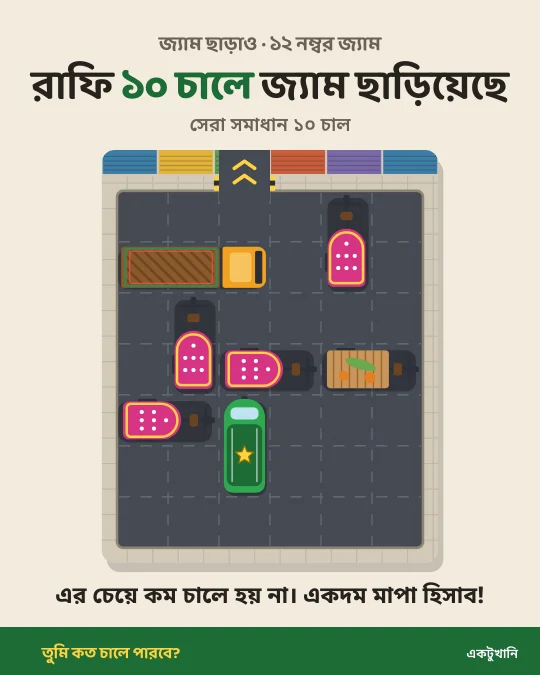 জ্যাম ছাড়াও · ১২ নম্বর জ্যাম
রাফি ১০ চালে জ্যাম ছাড়িয়েছে
সেরা সমাধান ১০ চাল
এর চেয়ে কম চালে হয় না। একদম মাপা হিসাব!
তুমি কত চালে পারবে?
একটুখানি